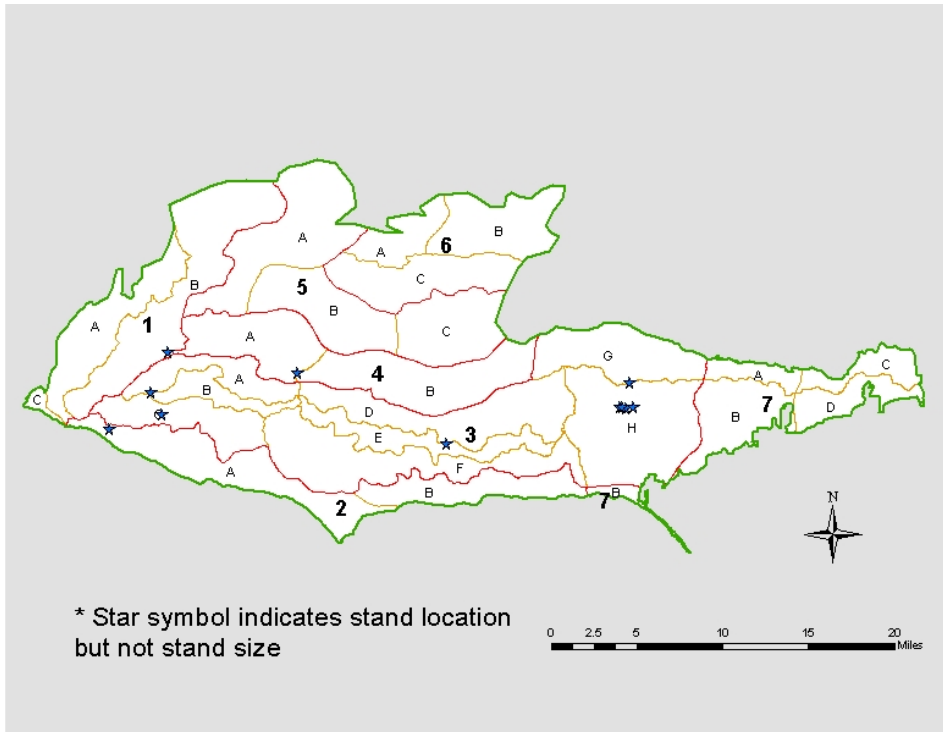 A
B
A
6
B
C
5
A
B
1
A
C
G
A
C
4
B
A
B
C
D
7
D
B
H
3
E
F
A
B
7
B
2
N
* Star symbol indicates stand location
but not stand size
0 2.5 5 10 15 20
Miles